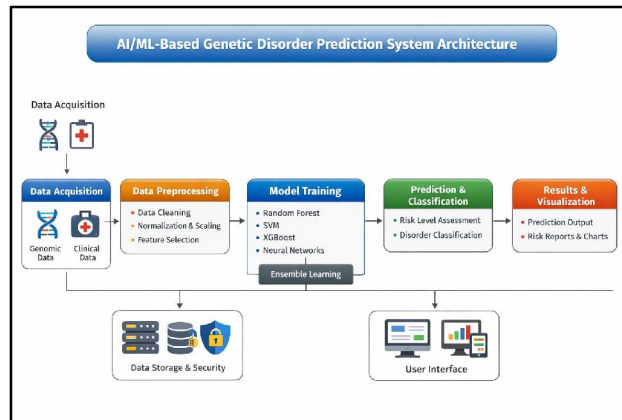 AI/ML-Based Genetic Disorder Prediction System Architecture
Data Acquisition
Data Acquisition
Genomic
Data
Clinical
Data
Data Preprocessing
Data Cleaning
Normalization & Scaling
Feature Selection
Model Training
Random Forest
SVM
XGBoost
Neural Networks
Ensemble Learning
Prediction &
Classification
Risk Level Assessment
Disorder Classification
Results &
Visualization
Prediction Output
Risk Reports & Charts
Data Storage & Security
User Interface